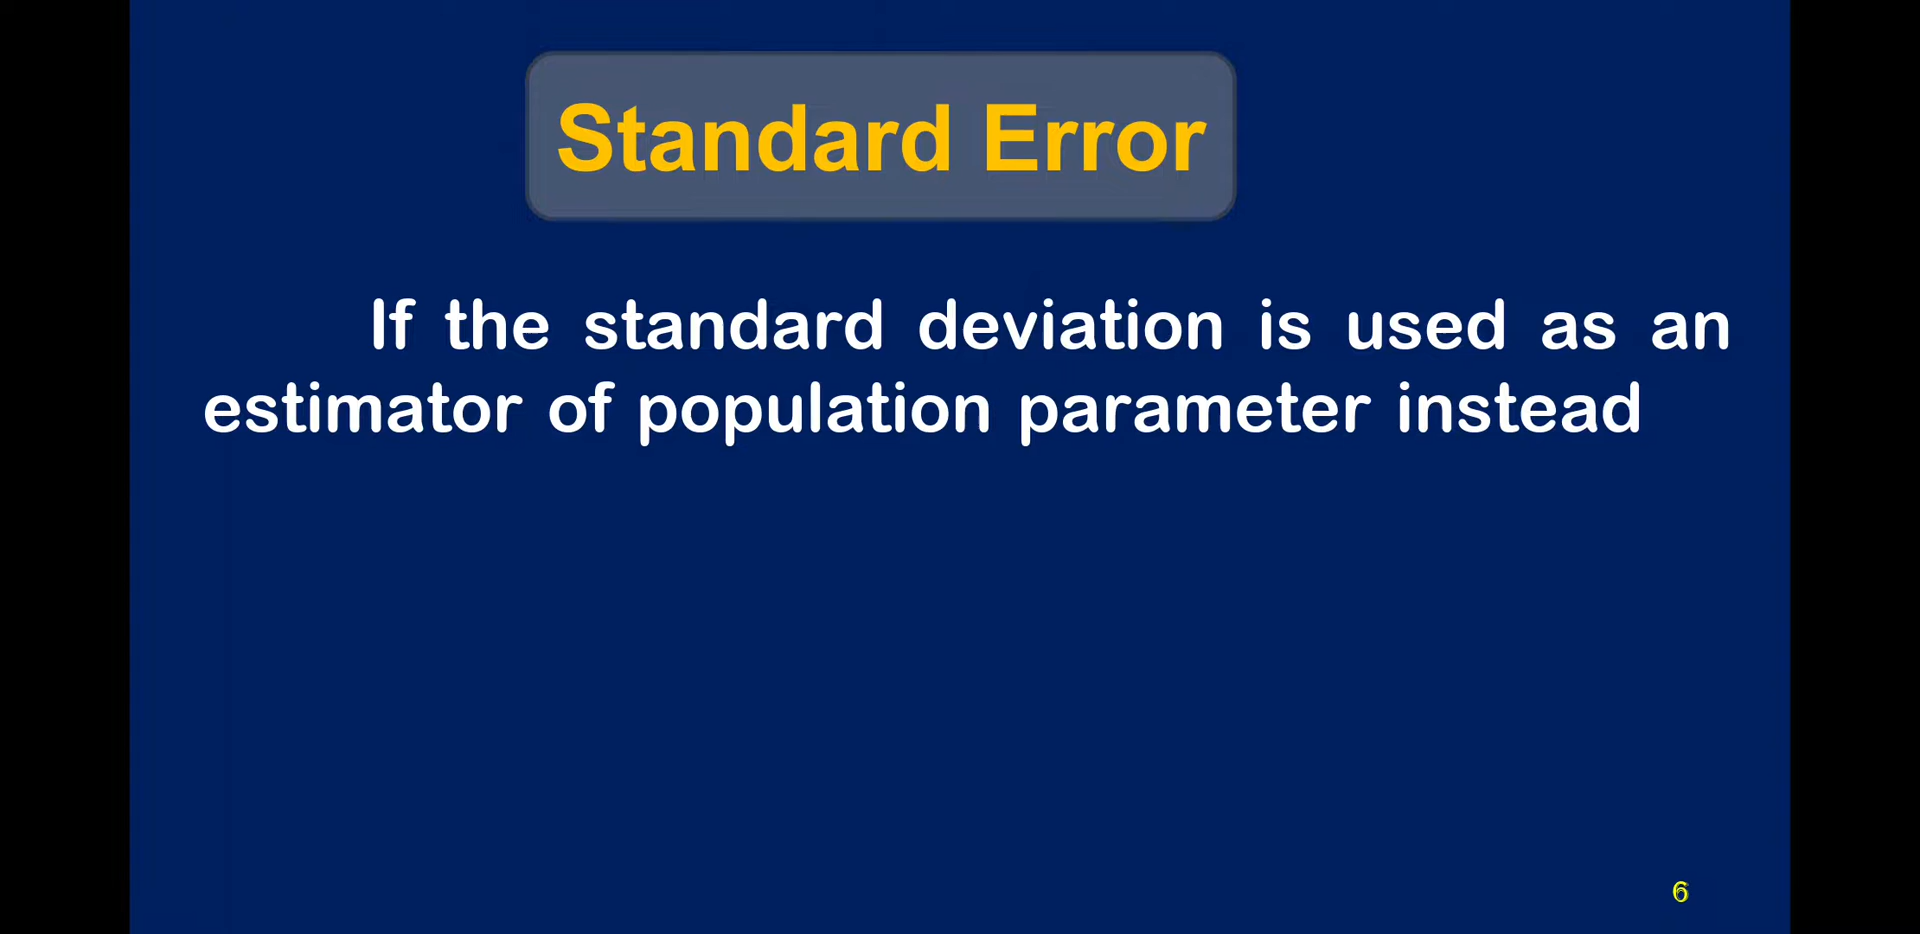 Standard Error
If the standard deviation is used as an
estimator of population parameter instead
6